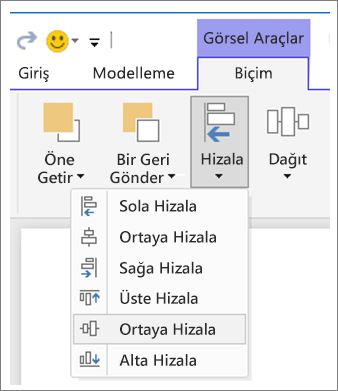 Görsel Araçlar
Giriş Modelleme Biçim
Öne Getir
Bir Geri Gönder
Hizala
Dağıt
Sola Hizala
Ortaya Hizala
Sağa Hizala
Üste Hizala
Ortaya Hizala
Alta Hizala